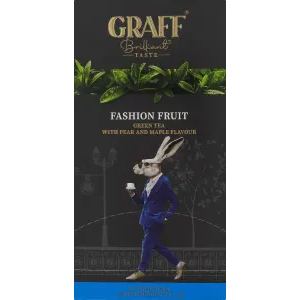 GRAFF®
Brilliant
TASTE
FASHION FRUIT
GREEN TEA
WITH PEAR AND MAPLE FLAVOUR